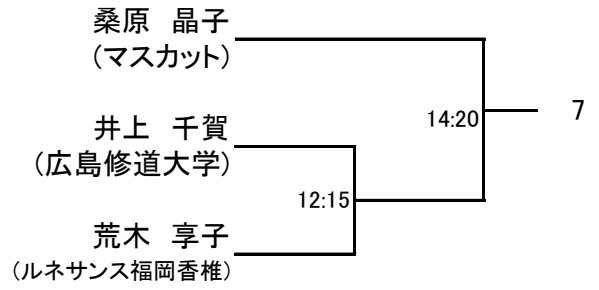 桑原　晶子
（マスカット）
14:20
7
井上　千賀
（広島修道大学）
12:15
荒木　享子
（ルネサンス福岡香椎）